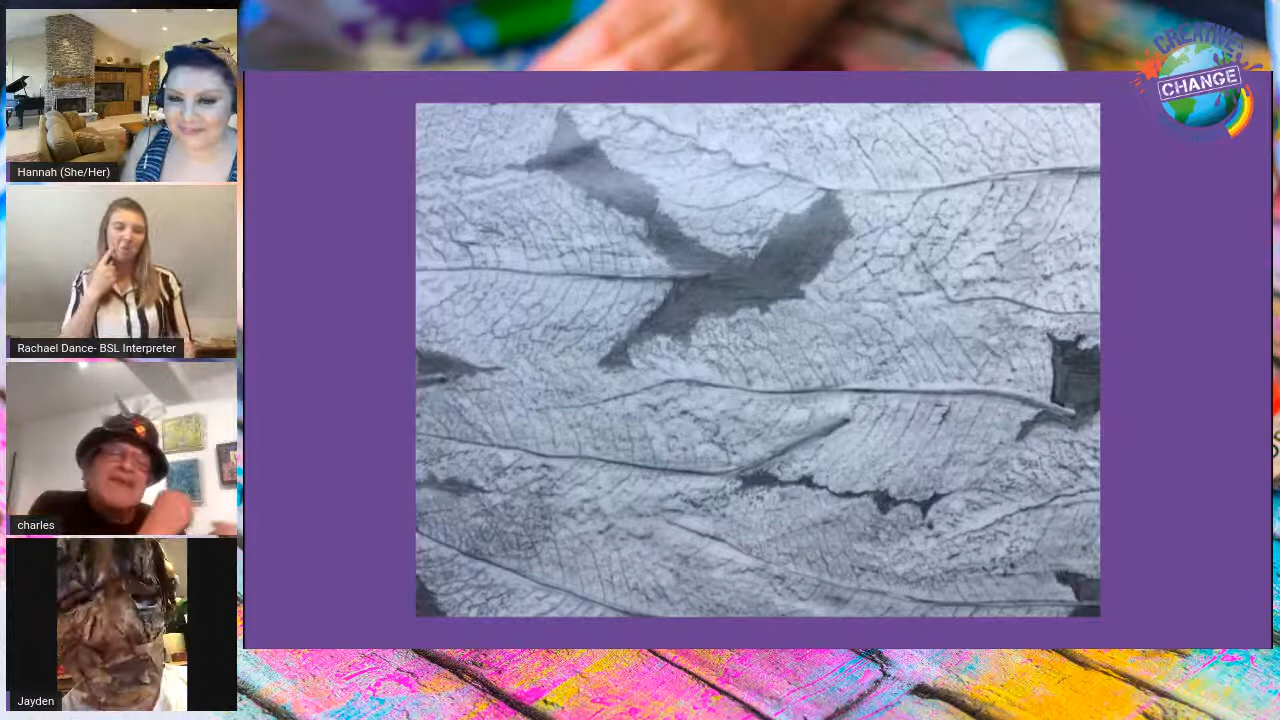 Hannah (She/Her)
Rachael Dance- BSL Interpreter
charles
Jayden
CREATIVE
CHANGE